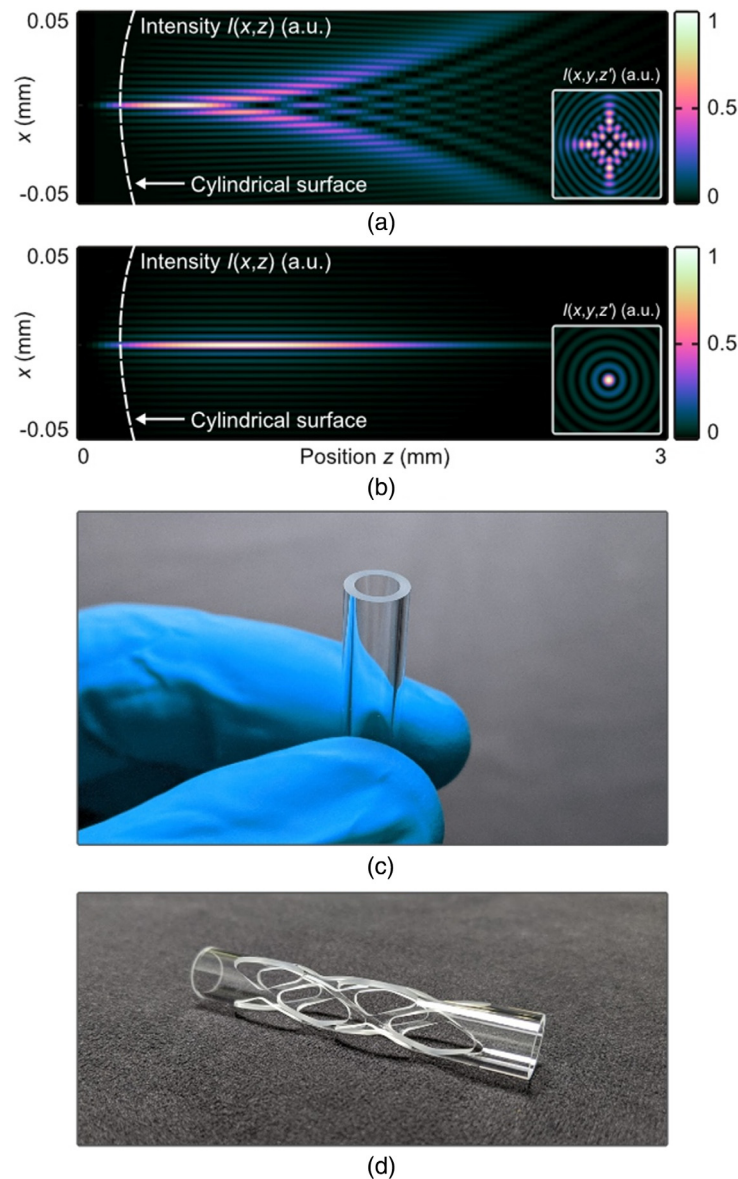 0.05
Intensity I(x,z) (a.u.)
1
x (mm)
I(x,y,z') (a.u.)
0.5
Cylindrical surface
-0.05
0
(a)
0.05
Intensity I(x,z) (a.u.)
1
x (mm)
I(x,y,z') (a.u.)
0.5
Cylindrical surface
-0.05
0
0
Position z (mm)
3
(b)
(c)
(d)